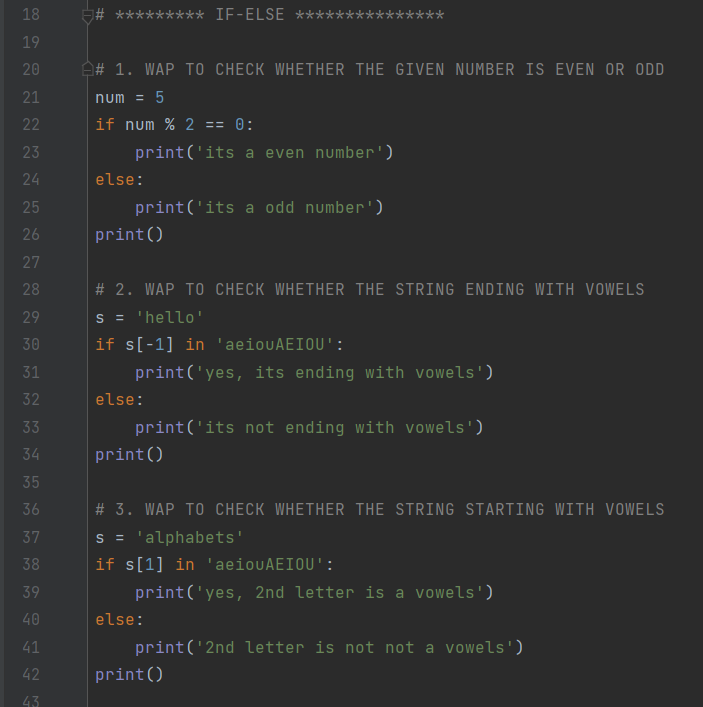 18 # ********* IF-ELSE ***************
19
20 # 1. WAP TO CHECK WHETHER THE GIVEN NUMBER IS EVEN OR ODD
21 num = 5
22 if num % 2 == 0:
23     print('its a even number')
24 else:
25     print('its a odd number')
26 print()
27
28 # 2. WAP TO CHECK WHETHER THE STRING ENDING WITH VOWELS
29 s = 'hello'
30 if s[-1] in 'aeiouAEIOU':
31     print('yes, its ending with vowels')
32 else:
33     print('its not ending with vowels')
34 print()
35
36 # 3. WAP TO CHECK WHETHER THE STRING STARTING WITH VOWELS
37 s = 'alphabets'
38 if s[1] in 'aeiouAEIOU':
39     print('yes, 2nd letter is a vowels')
40 else:
41     print('2nd letter is not not a vowels')
42 print()
43